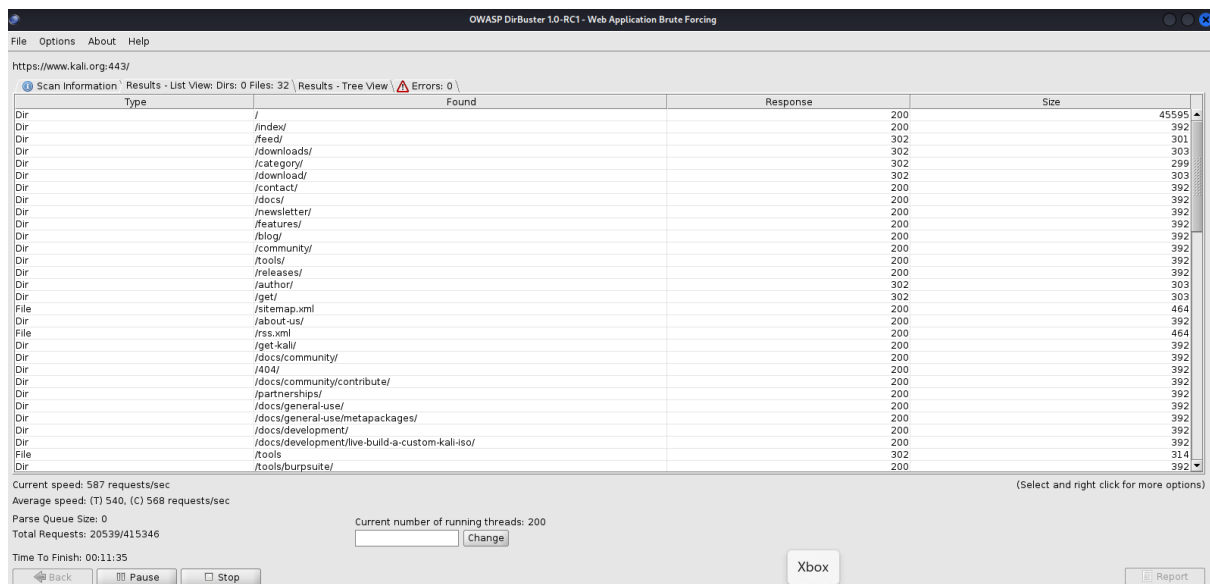 OWASP DirBuster 1.0-RC1 - Web Application Brute Forcing
File Options About Help
https://www.kali.org:443/
Scan Information Results - List View: Dirs: 0 Files: 32 Results - Tree View Errors: 0
Type Found Response Size
Dir / 200 45595
Dir /index/ 200 392
Dir /feed/ 302 301
Dir /downloads/ 302 303
Dir /category/ 302 299
Dir /download/ 302 303
Dir /contact/ 200 392
Dir /docs/ 200 392
Dir /newsletter/ 200 392
Dir /features/ 200 392
Dir /blog/ 200 392
Dir /community/ 200 392
Dir /tools/ 200 392
Dir /releases/ 200 392
Dir /author/ 302 303
Dir /get/ 302 303
File /sitemap.xml 200 464
Dir /about-us/ 200 392
File /rss.xml 200 464
Dir /get-kali/ 200 392
Dir /docs/community/ 200 392
Dir /404/ 200 392
Dir /docs/community/contribute/ 200 392
Dir /partnerships/ 200 392
Dir /docs/general-use/ 200 392
Dir /docs/general-use/metapackages/ 200 392
Dir /docs/development/ 200 392
Dir /docs/development/live-build-a-custom-kali-iso/ 200 392
File /tools 302 314
Dir /tools/burpsuite/ 200 392
Current speed: 587 requests/sec (Select and right click for more options)
Average speed: (T) 540, (C) 568 requests/sec
Parse Queue Size: 0 Current number of running threads: 200
Total Requests: 20539/415346 Change
Time To Finish: 00:11:35
Back Pause Stop Xbox Report